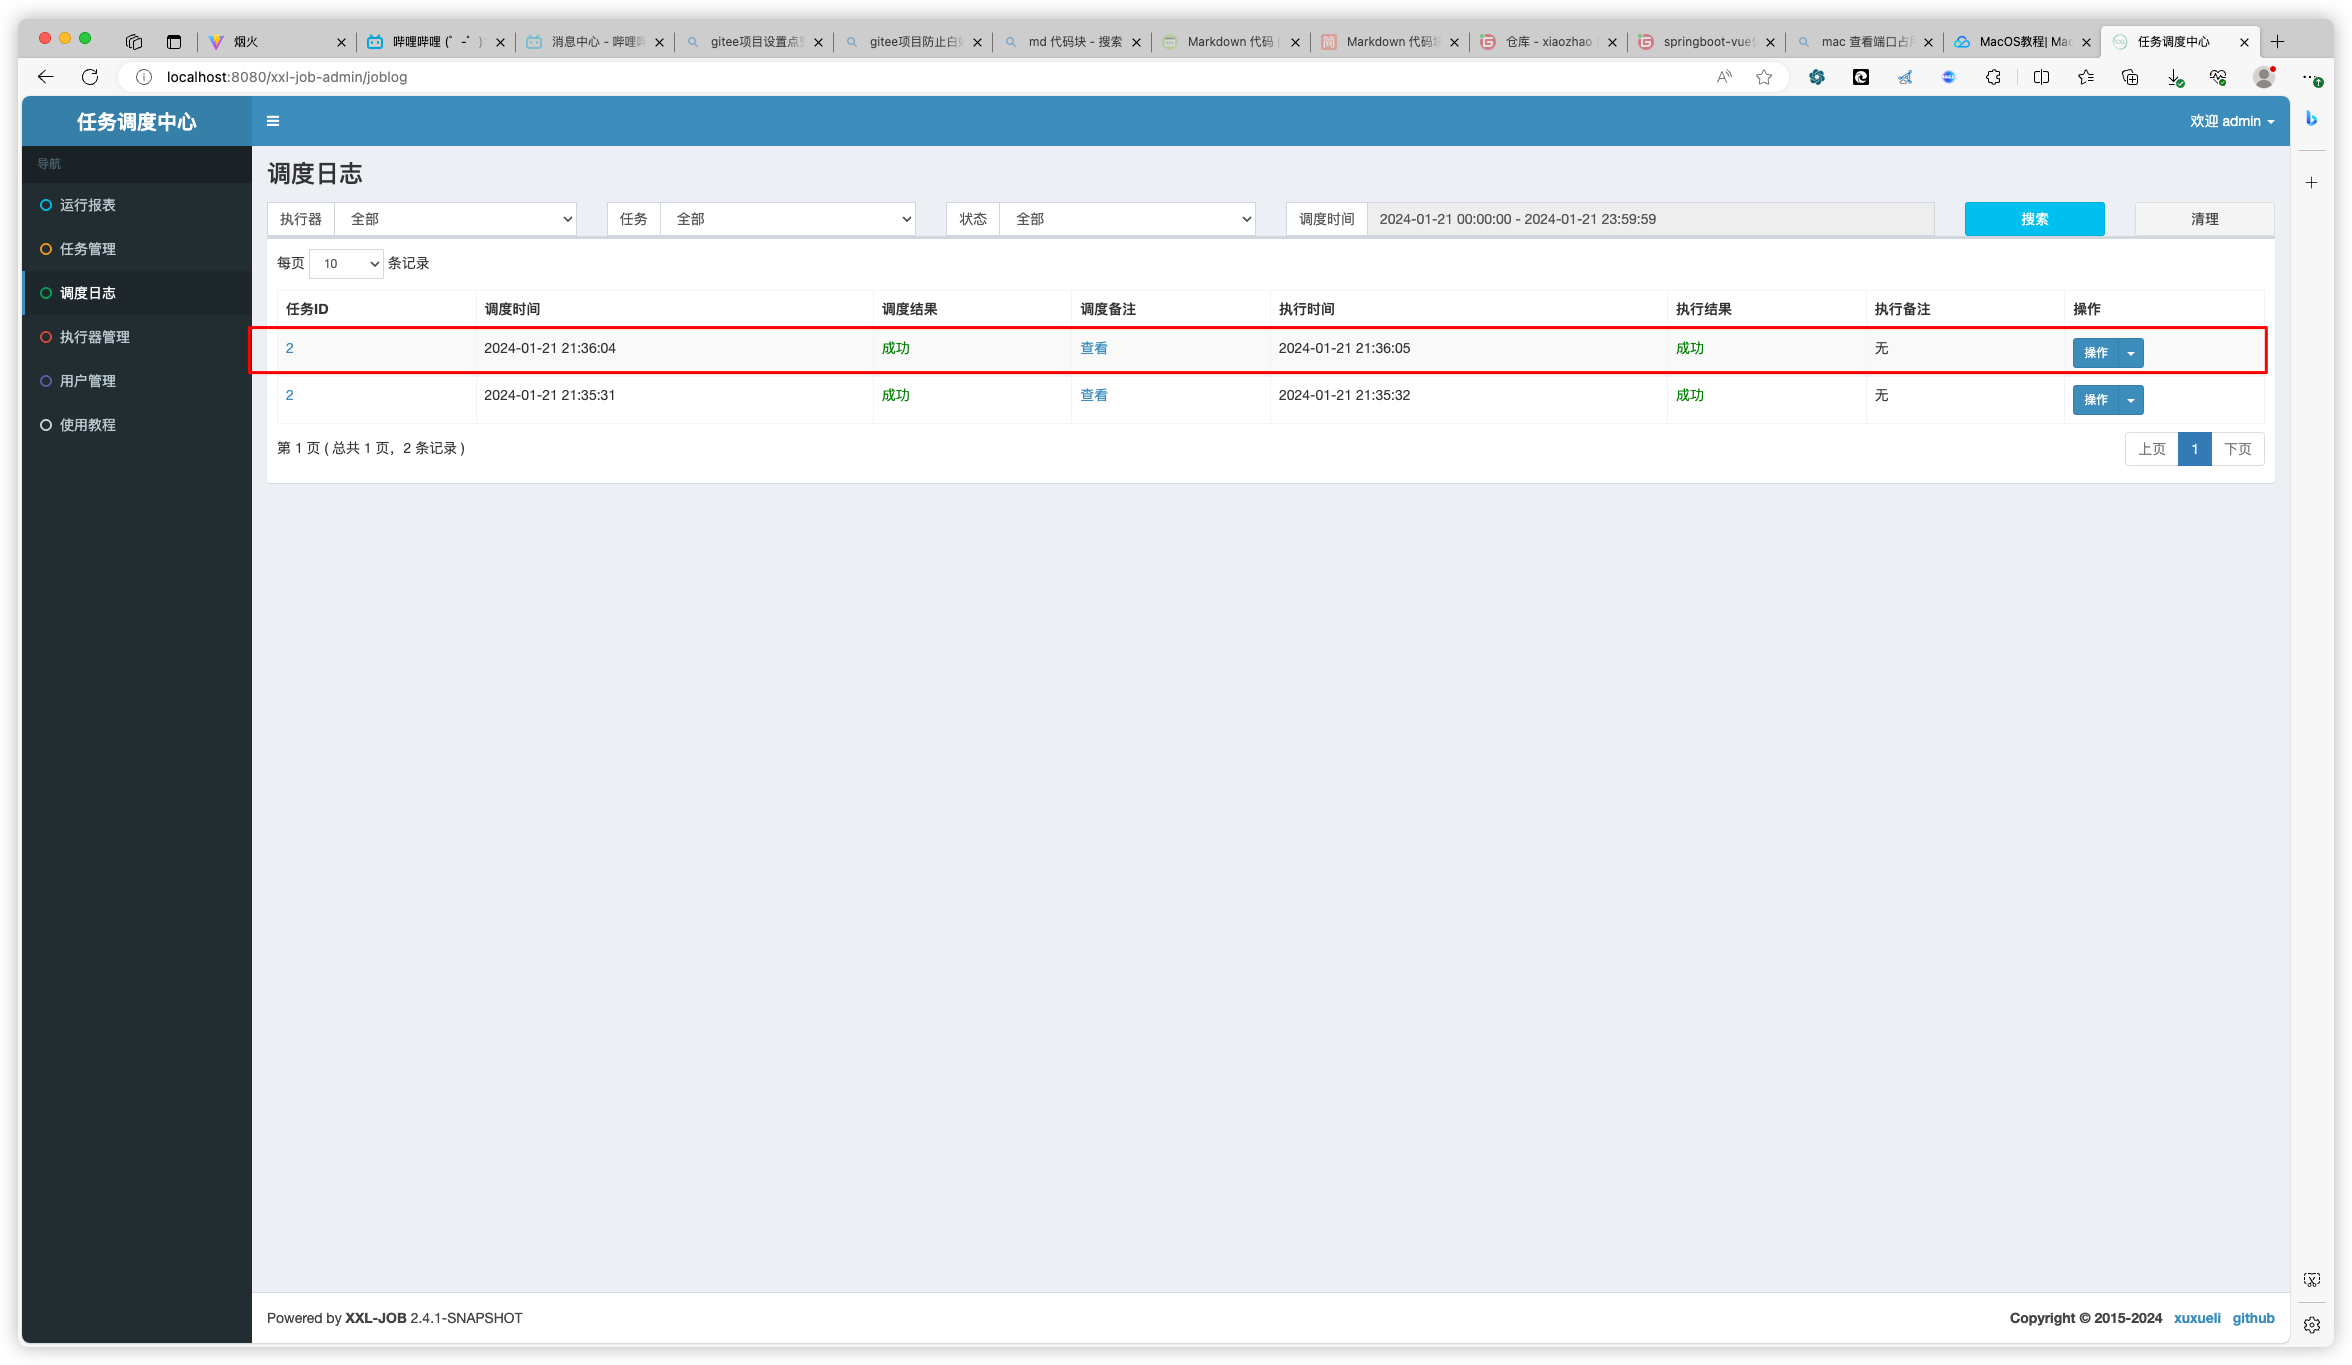 烟火
哔哩哔哩 (゜-゜)
消息中心 - 哔哩哔
gitee项目设置点
gitee项目防止白
md 代码块 - 搜索
Markdown 代码
Markdown 代码
仓库 - xiaozhao
springboot-vue
mac 查看端口占
MacOS教程| Mac
任务调度中心
localhost:8080/xxl-job-admin/joblog
任务调度中心
欢迎 admin
导航
运行报表
任务管理
调度日志
执行器管理
用户管理
使用教程
调度日志
执行器 全部 任务 全部 状态 全部 调度时间 2024-01-21 00:00:00 - 2024-01-21 23:59:59 搜索 清理
每页 10 条记录
任务ID 调度时间 调度结果 调度备注 执行时间 执行结果 执行备注 操作
2 2024-01-21 21:36:04 成功 查看 2024-01-21 21:36:05 成功 无 操作
2 2024-01-21 21:35:31 成功 查看 2024-01-21 21:35:32 成功 无 操作
第 1 页 ( 总共 1 页，2 条记录 ) 上页 1 下页
Powered by XXL-JOB 2.4.1-SNAPSHOT
Copyright © 2015-2024 xuxueli github